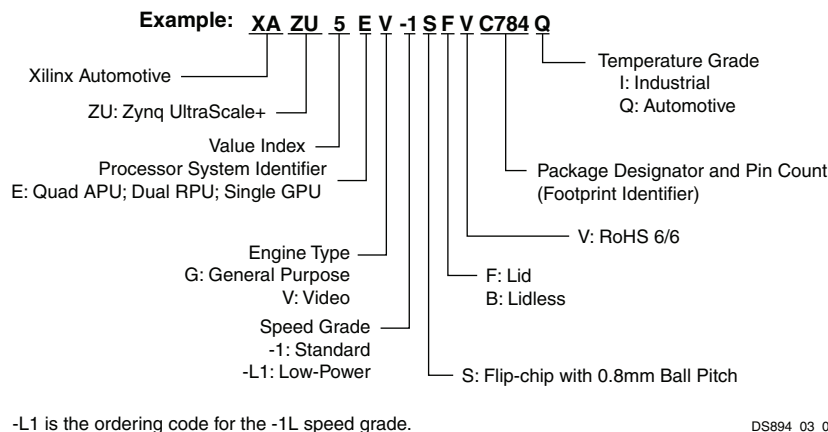 Example: XA ZU 5 E V -1 S F V C784 Q
Xilinx Automotive
ZU: Zynq UltraScale+
Value Index
Processor System Identifier
E: Quad APU; Dual RPU; Single GPU
Engine Type
G: General Purpose
V: Video
Speed Grade
-1: Standard
-L1: Low-Power
Temperature Grade
I: Industrial
Q: Automotive
Package Designator and Pin Count
(Footprint Identifier)
V: RoHS 6/6
F: Lid
B: Lidless
S: Flip-chip with 0.8mm Ball Pitch
-L1 is the ordering code for the -1L speed grade.
DS894_03_0